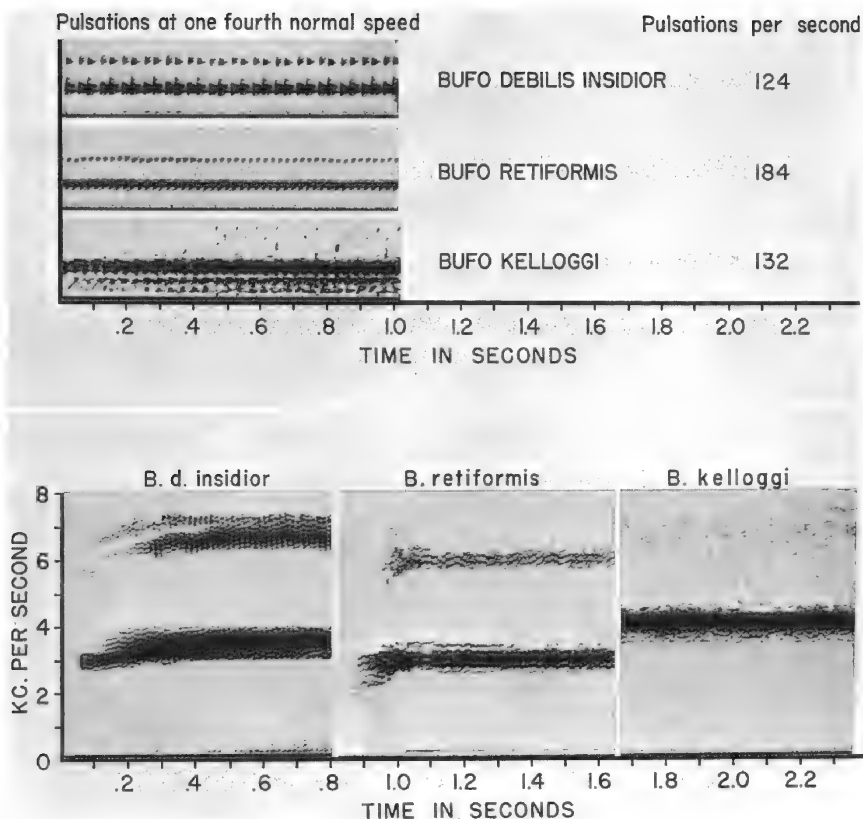 Pulsations at one fourth normal speed Pulsations per second
BUFO DEBILIS INSIDIOR 124
BUFO RETIFORMIS 184
BUFO KELLOGGI 132
.2 .4 .6 .8 1.0 1.2 1.4 1.6 1.8 2.0 2.2
TIME IN SECONDS
B. d. insidior B. retiformis B. kelloggi
8
6
4
2
0
KC. PER SECOND
.2 .4 .6 .8 1.0 1.2 1.4 1.6 1.8 2.0 2.2
TIME IN SECONDS